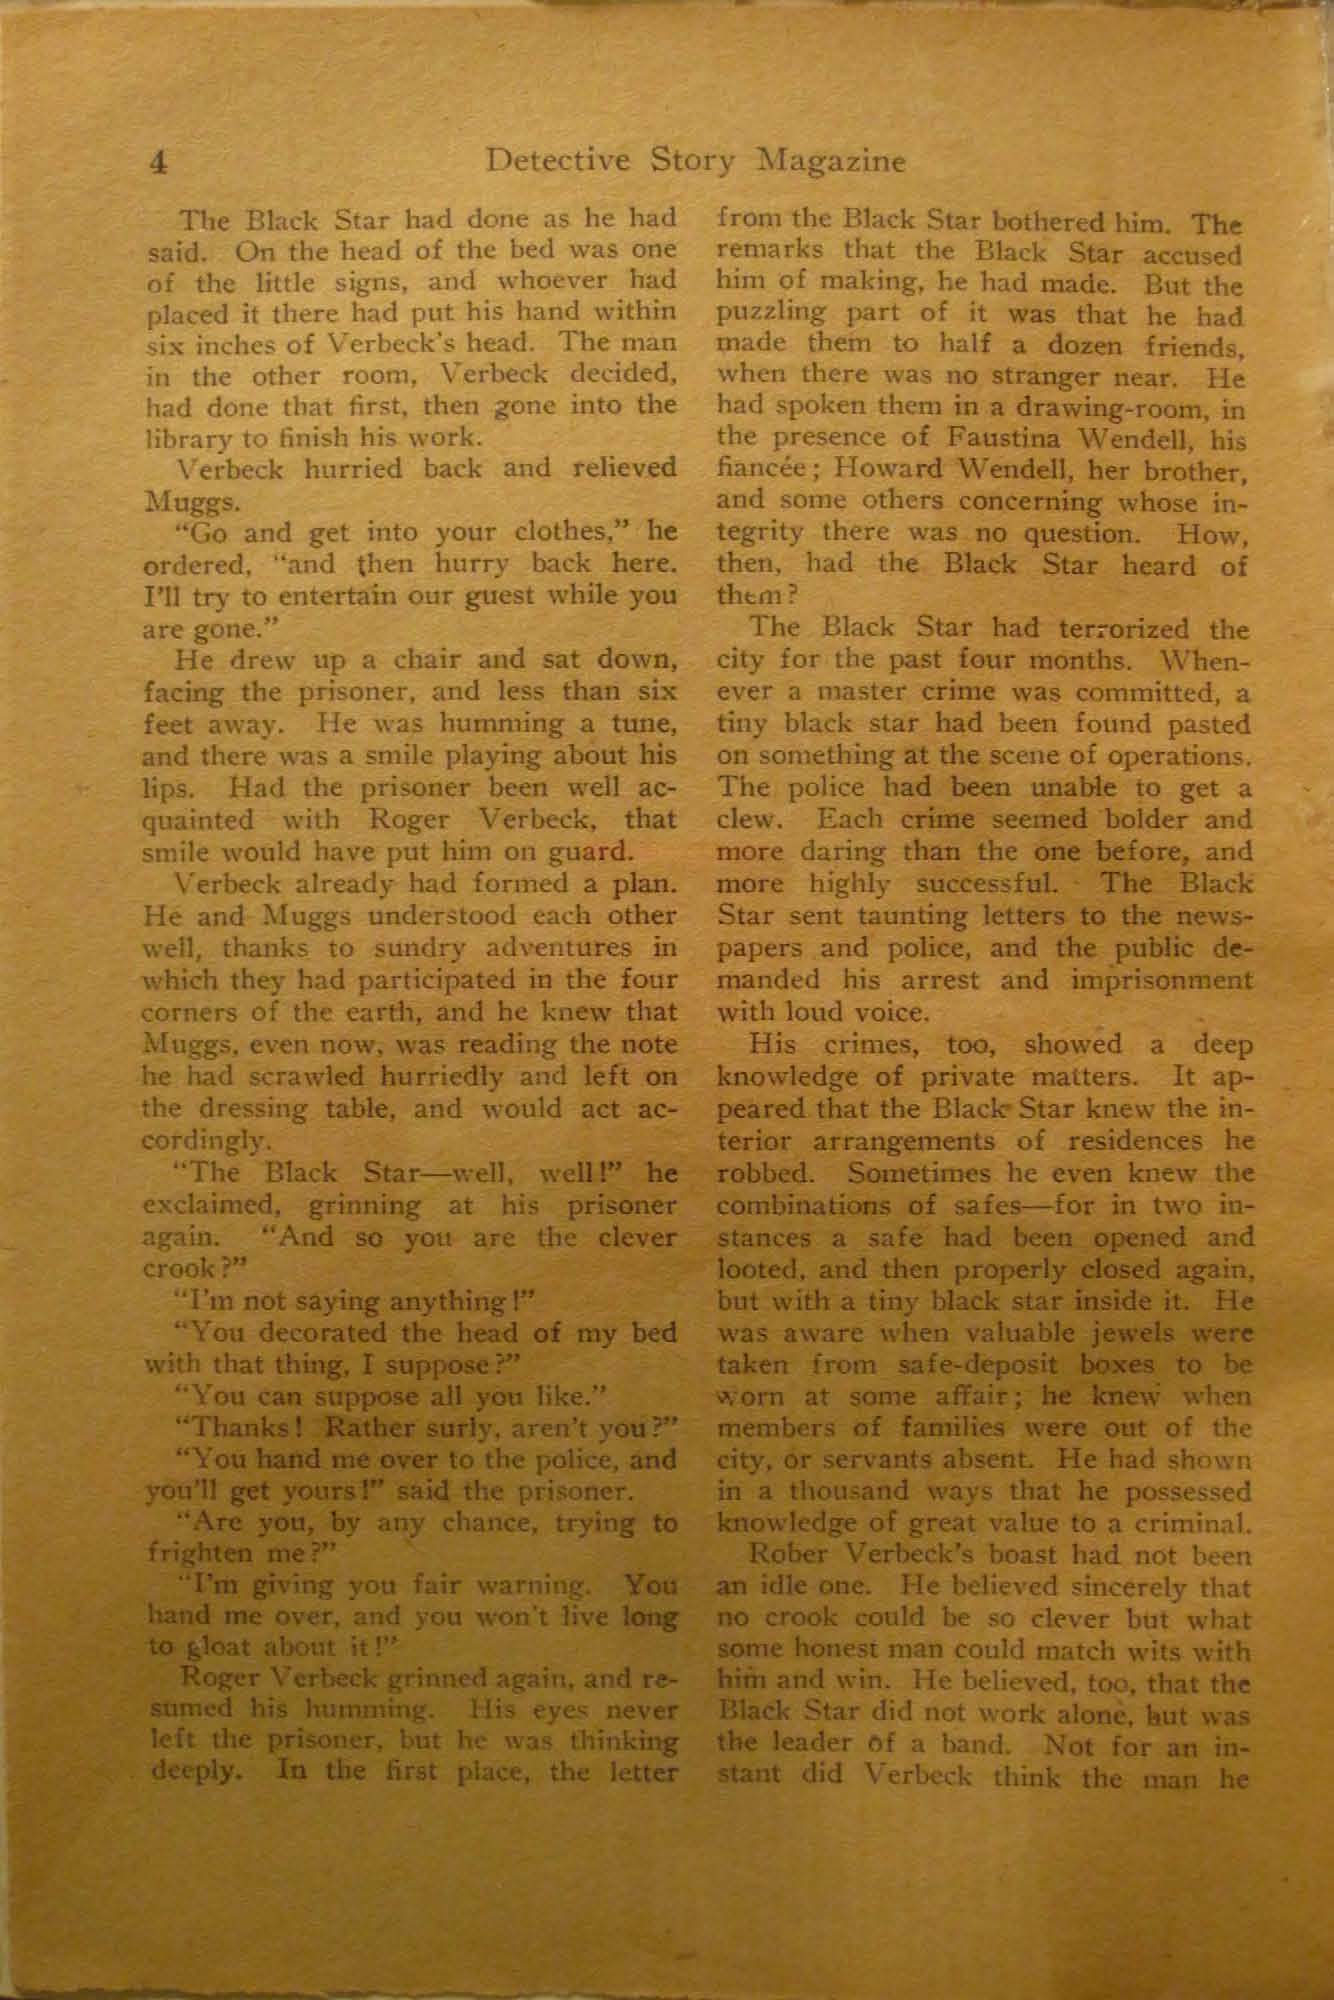 4
Detective Story Magazine
The Black Star had done as he had
said. On the head of the bed was one
of the little signs, and whoever had
placed it there had put his hand within
six inches of Verbeck's head. The man
in the other room, Verbeck decided,
had done that first, then gone into the
library to finish his work.
Verbeck hurried back and relieved
Muggs.
“Go and get into your clothes,” he
ordered, “and then hurry back here.
I'll try to entertain our guest while you
are gone.”
He drew up a chair and sat down,
facing the prisoner, and less than six
feet away. He was humming a tune,
and there was a smile playing about his
lips. Had the prisoner been well ac-
quainted with Roger Verbeck, that
smile would have put him on guard.
Verbeck already had formed a plan.
He and Muggs understood each other
well, thanks to sundry adventures in
which they had participated in the four
corners of the earth, and he knew that
Muggs, even now, was reading the note
he had scrawled hurriedly and left on
the dressing table, and would act ac-
cordingly.
“The Black Star—well, well!” he
exclaimed, grinning at his prisoner
again. “And so you are the clever
crook?”
“I'm not saying anything!”
“You decorated the head of my bed
with that thing, I suppose?”
“You can suppose all you like.”
“Thanks! Rather surly, aren't you?”
“You hand me over to the police, and
you'll get yours!” said the prisoner.
“Are you, by any chance, trying to
frighten me?”
“I'm giving you fair warning. You
hand me over, and you won't live long
to gloat about it!”
Roger Verbeck grinned again, and re-
sumed his humming. His eyes never
left the prisoner, but he was thinking
deeply. In the first place, the letter
from the Black Star bothered him. The
remarks that the Black Star accused
him of making, he had made. But the
puzzling part of it was that he had
made them to half a dozen friends,
when there was no stranger near. He
had spoken them in a drawing-room, in
the presence of Faustina Wendell, his
fiancée; Howard Wendell, her brother,
and some others concerning whose in-
tegrity there was no question. How,
then, had the Black Star heard of
them?
The Black Star had terrorized the
city for the past four months. When-
ever a master crime was committed, a
tiny black star had been found pasted
on something at the scene of operations.
The police had been unable to get a
clew. Each crime seemed bolder and
more daring than the one before, and
more highly successful. The Black
Star sent taunting letters to the news-
papers and police, and the public de-
manded his arrest and imprisonment
with loud voice.
His crimes, too, showed a deep
knowledge of private matters. It ap-
peared that the Black Star knew the in-
terior arrangements of residences he
robbed. Sometimes he even knew the
combinations of safes—for in two in-
stances a safe had been opened and
looted, and then properly closed again,
but with a tiny black star inside it. He
was aware when valuable jewels were
taken from safe-deposit boxes to be
worn at some affair; he knew when
members of families were out of the
city, or servants absent. He had shown
in a thousand ways that he possessed
knowledge of great value to a criminal.
Rober Verbeck's boast had not been
an idle one. He believed sincerely that
no crook could be so clever but what
some honest man could match wits with
him and win. He believed, too, that the
Black Star did not work alone, but was
the leader of a band. Not for an in-
stant did Verbeck think the man he